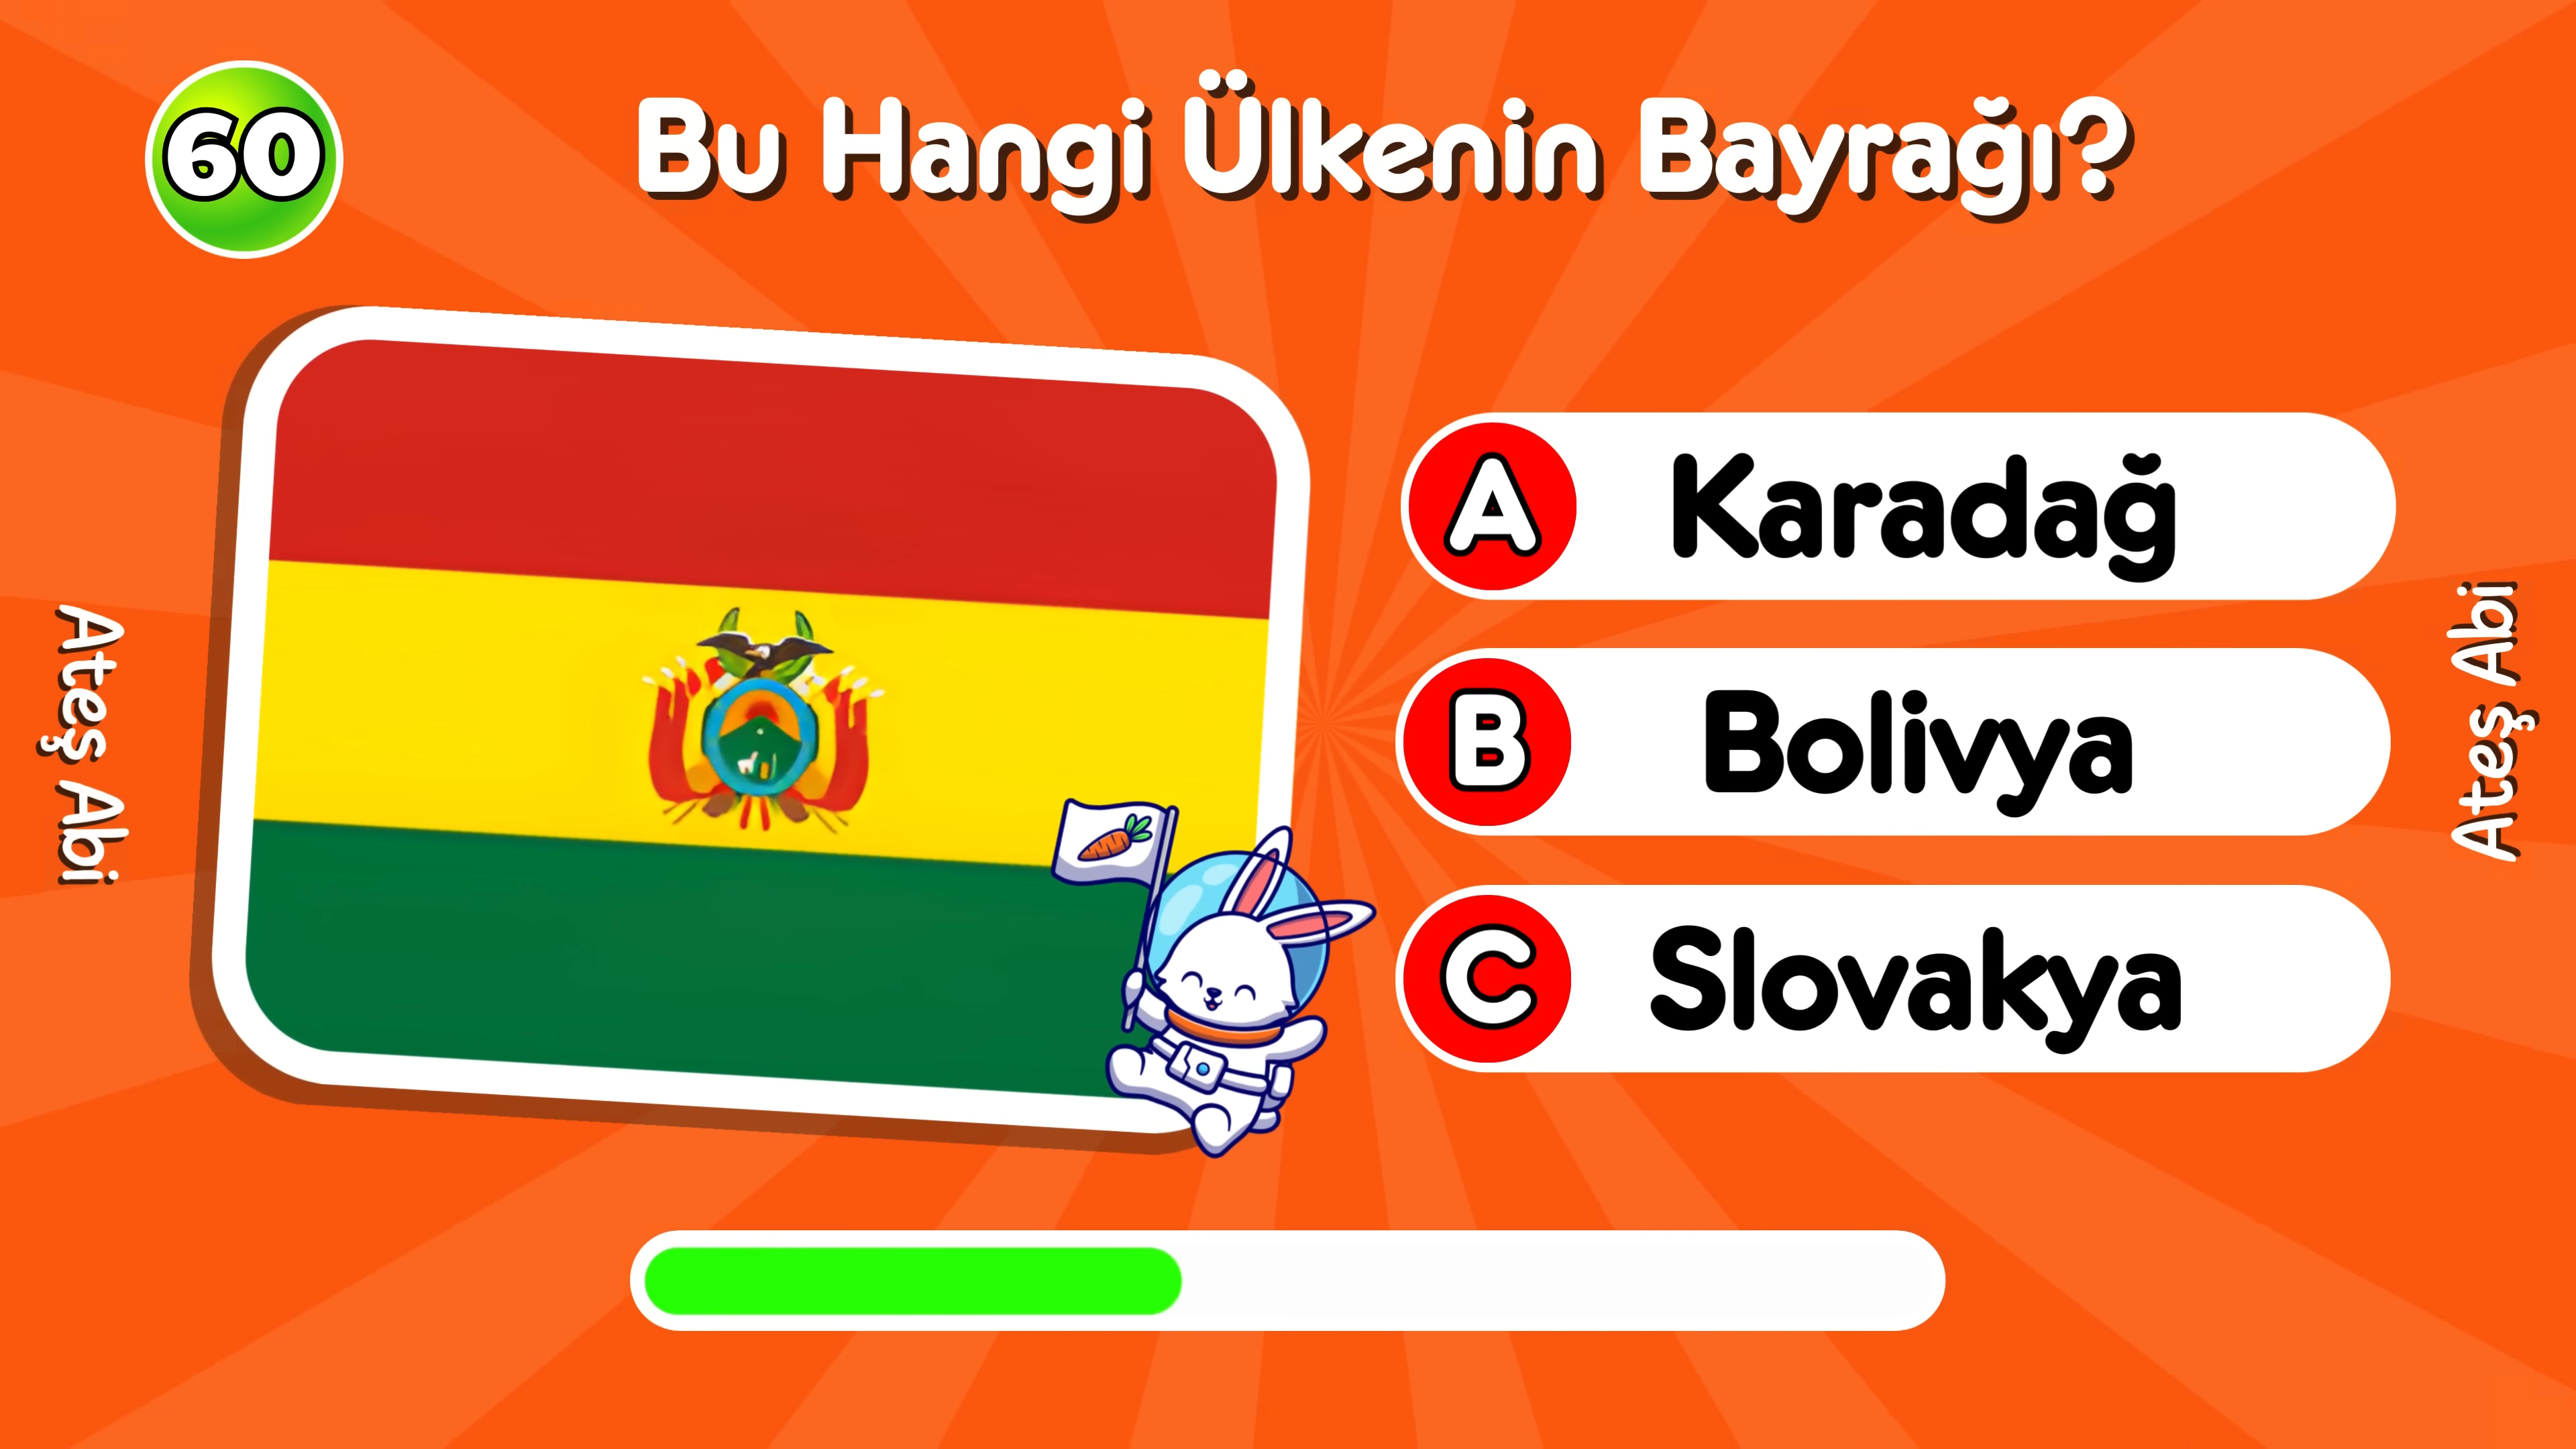 60
Bu Hangi Ülkenin Bayrağı?
A Karadağ
B Bolivya
C Slovakya
Ateş Abi
Ateş Abi